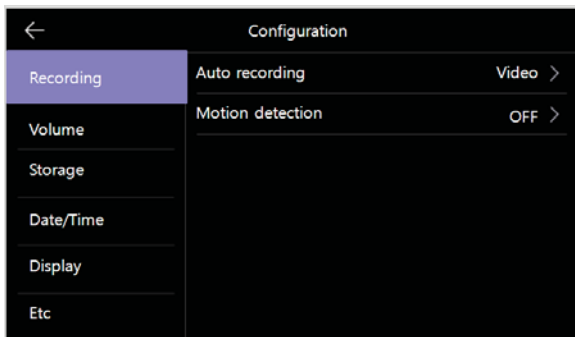 Configuration
Recording
Auto recording Video
Motion detection OFF
Volume
Storage
Date/Time
Display
Etc